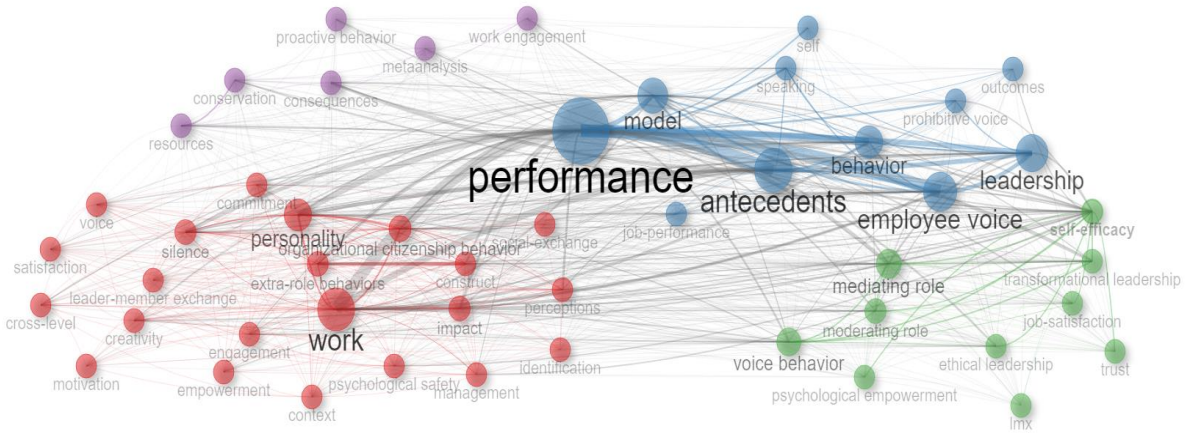 proactive behavior
work engagement
self
metaanalysis
conservation
consequences
speaking
outcomes
resources
model
prohibitive voice
performance
behavior
antecedents
leadership
employee voice
job-performance
self-efficacy
commitment
voice
silence
personality
organizational citizenship behavior
social-exchange
satisfaction
extra-role behaviors
construct
mediating role
transformational leadership
leader-member exchange
perceptions
cross-level
creativity
impact
moderating role
job-satisfaction
work
engagement
identification
voice behavior
ethical leadership
trust
motivation
empowerment
psychological safety
management
psychological empowerment
context
lmx